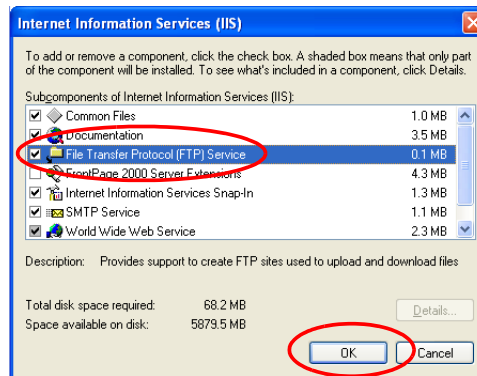 Internet Information Services (IIS)
To add or remove a component, click the check box. A shaded box means that only part
of the component will be installed. To see what's included in a component, click Details.
Subcomponents of Internet Information Services (IIS):
Common Files 1.0 MB
Documentation 3.5 MB
File Transfer Protocol (FTP) Service 0.1 MB
FrontPage 2000 Server Extensions 4.3 MB
Internet Information Services Snap-In 1.3 MB
SMTP Service 1.1 MB
World Wide Web Service 2.3 MB
Description: Provides support to create FTP sites used to upload and download files
Total disk space required: 68.2 MB
Space available on disk: 5879.5 MB
Details...
OK Cancel